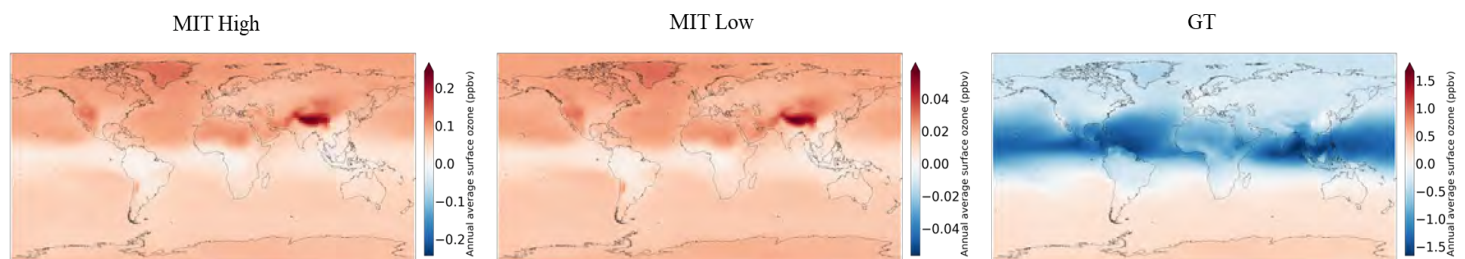 MIT High
MIT Low
GT
0.2
0.1
0.0
−0.1
−0.2
Annual average surface ozone (ppbv)
0.04
0.02
0.00
−0.02
−0.04
Annual average surface ozone (ppbv)
1.5
1.0
0.5
0.0
−0.5
−1.0
−1.5
Annual average surface ozone (ppbv)